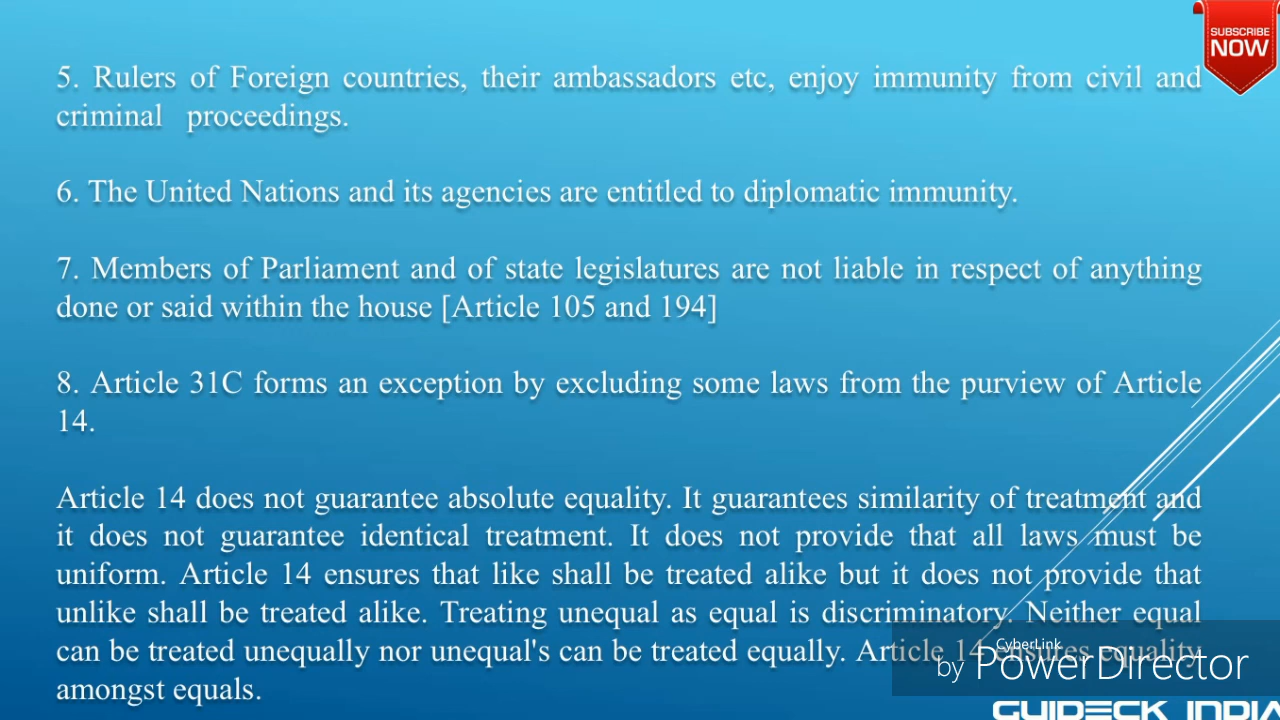 SUBSCRIBE
NOW
5. Rulers of Foreign countries, their ambassadors etc, enjoy immunity from civil and
criminal proceedings.
6. The United Nations and its agencies are entitled to diplomatic immunity.
7. Members of Parliament and of state legislatures are not liable in respect of anything
done or said within the house [Article 105 and 194]
8. Article 31C forms an exception by excluding some laws from the purview of Article
14.
Article 14 does not guarantee absolute equality. It guarantees similarity of treatment and
it does not guarantee identical treatment. It does not provide that all laws must be
uniform. Article 14 ensures that like shall be treated alike but it does not provide that
unlike shall be treated alike. Treating unequal as equal is discriminatory. Neither equal
can be treated unequally nor unequal's can be treated equally. Article 14 ensures equality
amongst equals.
CyberLink
by PowerDirector
GUIDECK INDIA